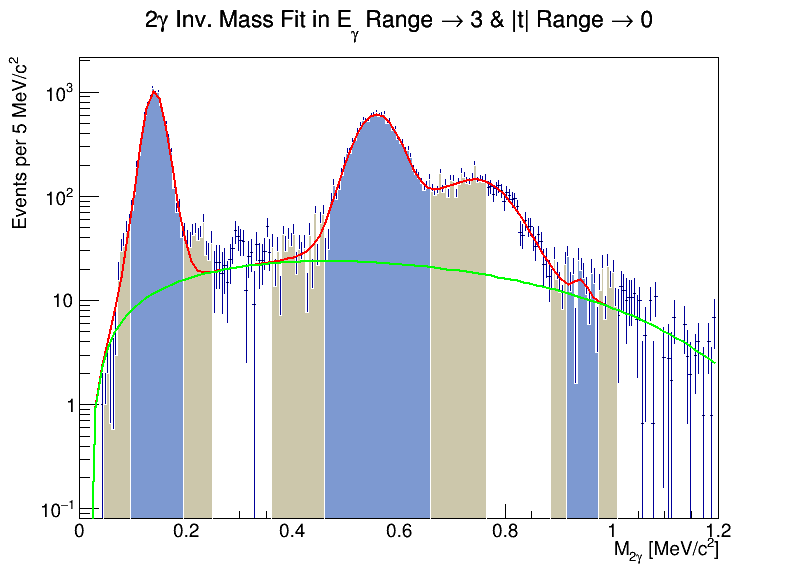 2γ Inv. Mass Fit in Eγ Range → 3 & |t| Range → 0
Events per 5 MeV/c²
10³
10²
10
1
10⁻¹
0 0.2 0.4 0.6 0.8 1 1.2
M2γ [MeV/c²]